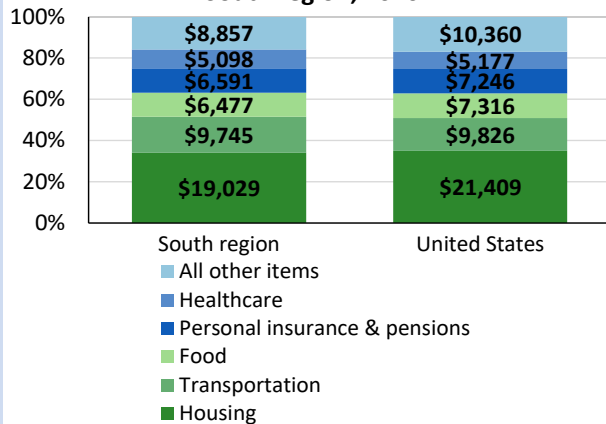 100%
80%
60%
40%
20%
0%
$8,857
$5,098
$6,591
$6,477
$9,745
$19,029
$10,360
$5,177
$7,246
$7,316
$9,826
$21,409
South region
United States
All other items
Healthcare
Personal insurance & pensions
Food
Transportation
Housing